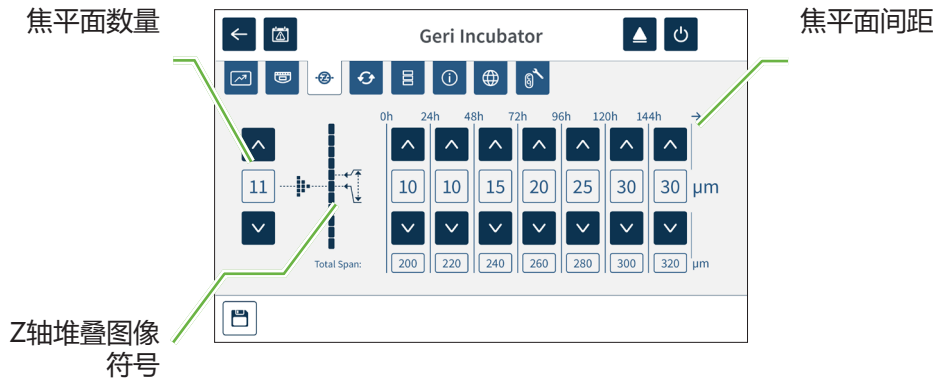 焦平面数量
焦平面间距
Geri Incubator
0h 24h 48h 72h 96h 120h 144h →
11 10 10 15 20 25 30 30 μm
Total Span: 200 220 240 260 280 300 320 μm
Z轴堆叠图像
符号